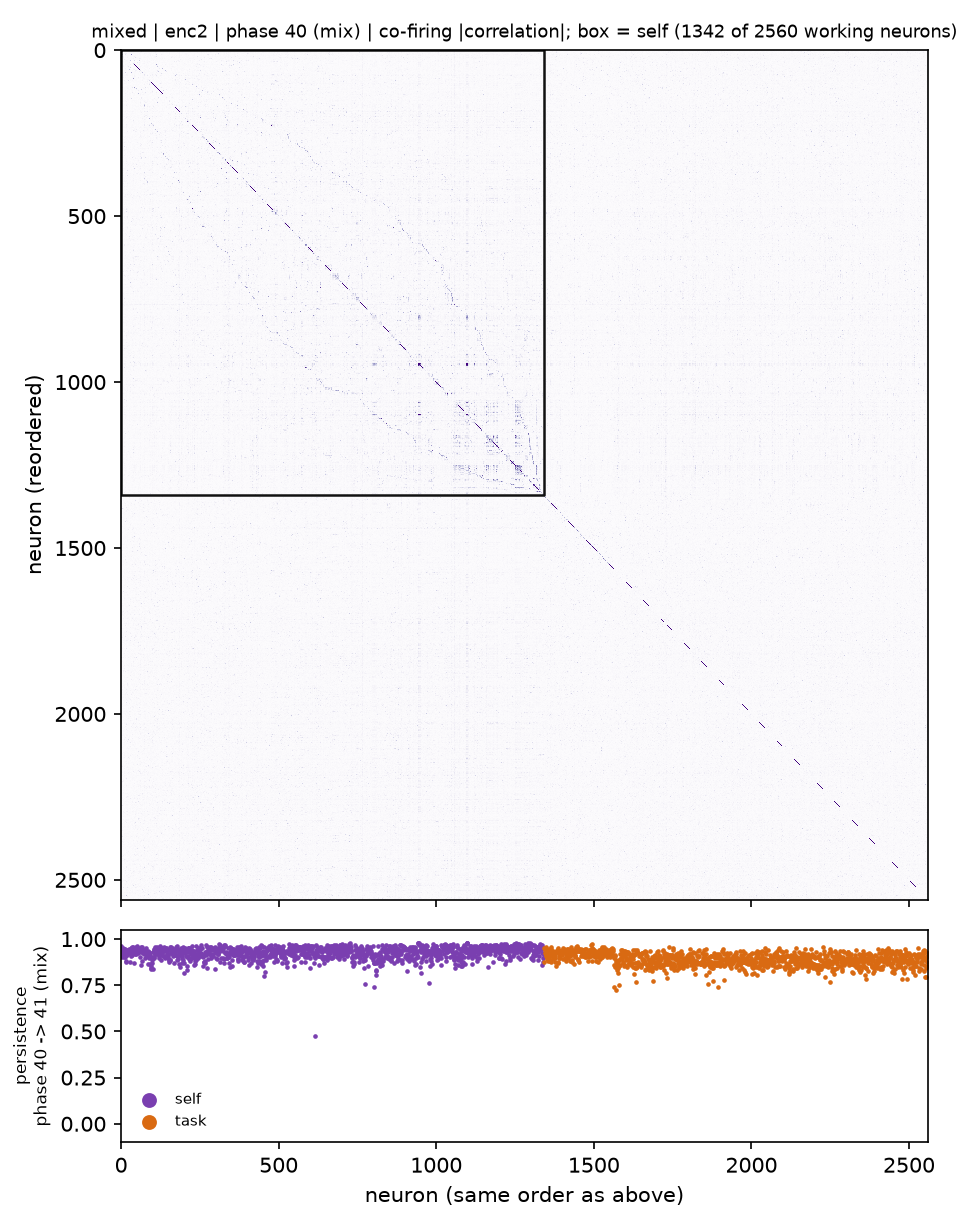 mixed | enc2 | phase 40 (mix) | co-firing |correlation|; box = self (1342 of 2560 working neurons)
0
500
1000
1500
2000
2500
neuron (reordered)
1.00
0.75
0.50
0.25
0.00
persistence
phase 40 -> 41 (mix)
self
task
0
500
1000
1500
2000
2500
neuron (same order as above)